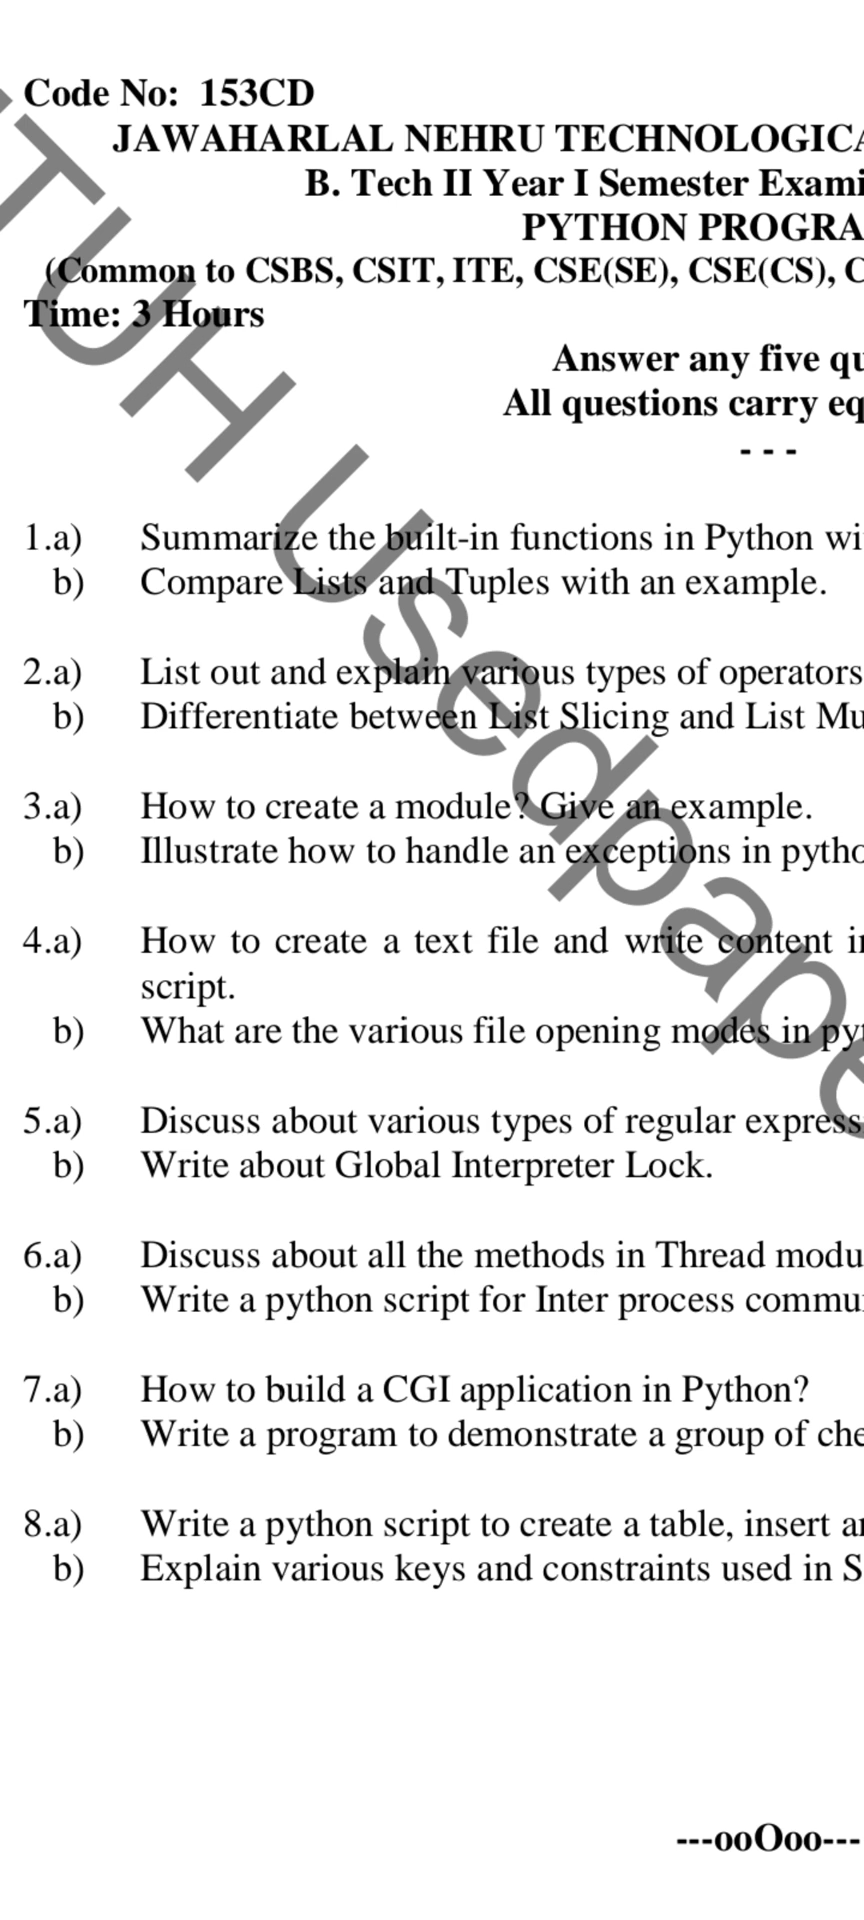 Code No: 153CD
JAWAHARLAL NEHRU TECHNOLOGICA
B. Tech II Year I Semester Exami
PYTHON PROGRA
(Common to CSBS, CSIT, ITE, CSE(SE), CSE(CS), C
Time: 3 Hours
Answer any five qu
All questions carry eq
- - -
1.a) Summarize the built-in functions in Python wi
b) Compare Lists and Tuples with an example.
2.a) List out and explain various types of operators
b) Differentiate between List Slicing and List Mu
3.a) How to create a module? Give an example.
b) Illustrate how to handle an exceptions in pytho
4.a) How to create a text file and write content in
script.
b) What are the various file opening modes in pyt
5.a) Discuss about various types of regular express
b) Write about Global Interpreter Lock.
6.a) Discuss about all the methods in Thread modu
b) Write a python script for Inter process commu
7.a) How to build a CGI application in Python?
b) Write a program to demonstrate a group of che
8.a) Write a python script to create a table, insert a
b) Explain various keys and constraints used in S
---ooOoo---
TUH Usedpape